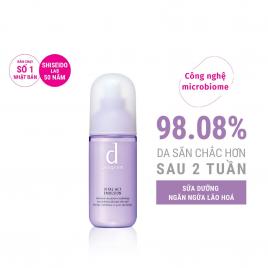 BÁN CHẠY
SỐ 1
NHẬT BẢN
SHISEIDO
LAB
50 NĂM
Công nghệ
microbiome
98.08%
DA SĂN CHẮC HƠN
SAU 2 TUẦN
SỮA DƯỠNG
NGĂN NGỪA LÃO HOÁ
d
program
VITAL ACT
EMULSION